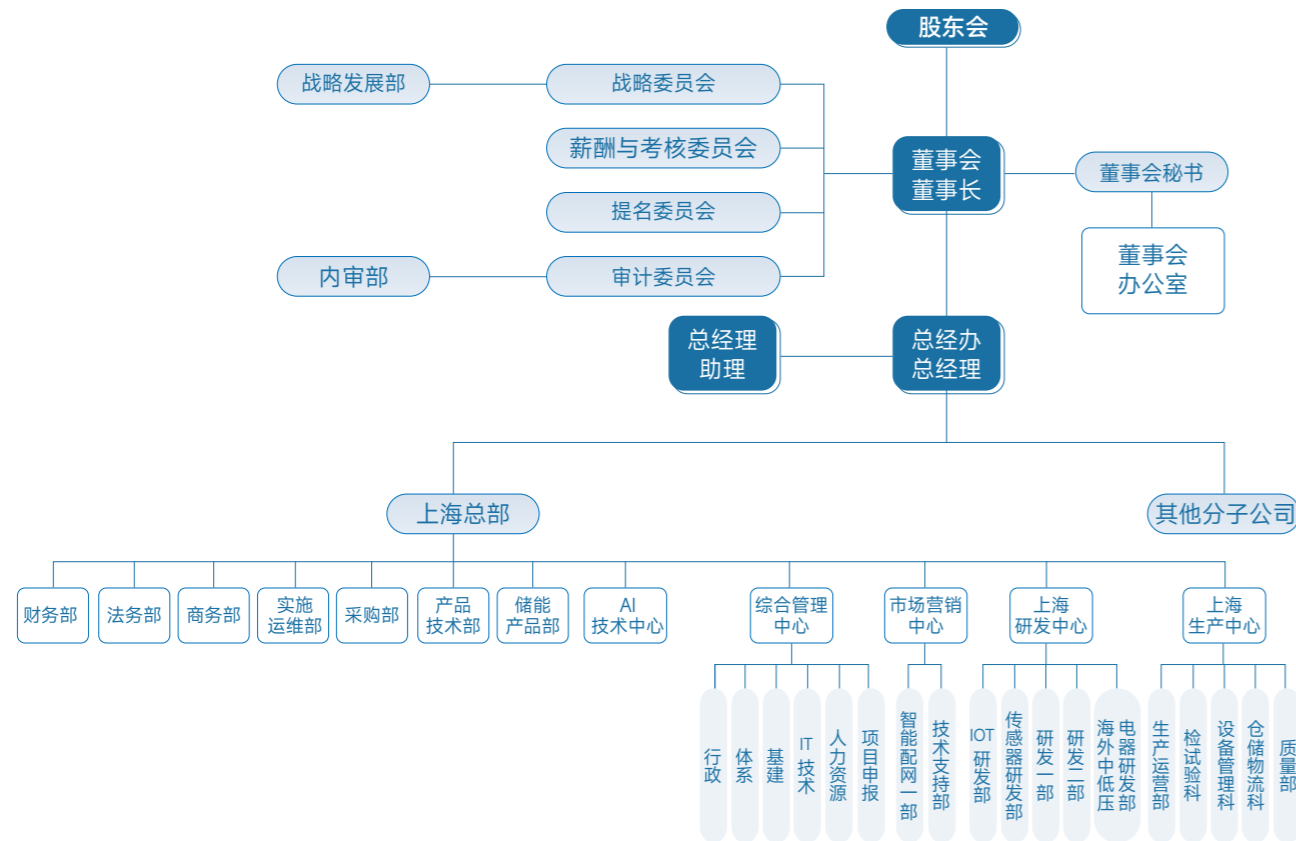 股东会
战略发展部
战略委员会
薪酬与考核委员会
董事会
董事长
董事会秘书
提名委员会
董事会
办公室
内审部
审计委员会
总经理
助理
总经办
总经理
上海总部
其他分子公司
财务部
法务部
商务部
实施
运维部
采购部
产品
技术部
储能
产品部
AI
技术中心
综合管理
中心
市场营销
中心
上海
研发中心
上海
生产中心
行政
体系
基建
IT技术
人力资源
项目申报
智能配网一部
技术支持部
IOT研发部
传感器研发部
研发一部
研发二部
海外中低压
电器研发部
生产运营部
检试验科
设备管理科
仓储物流科
质量部